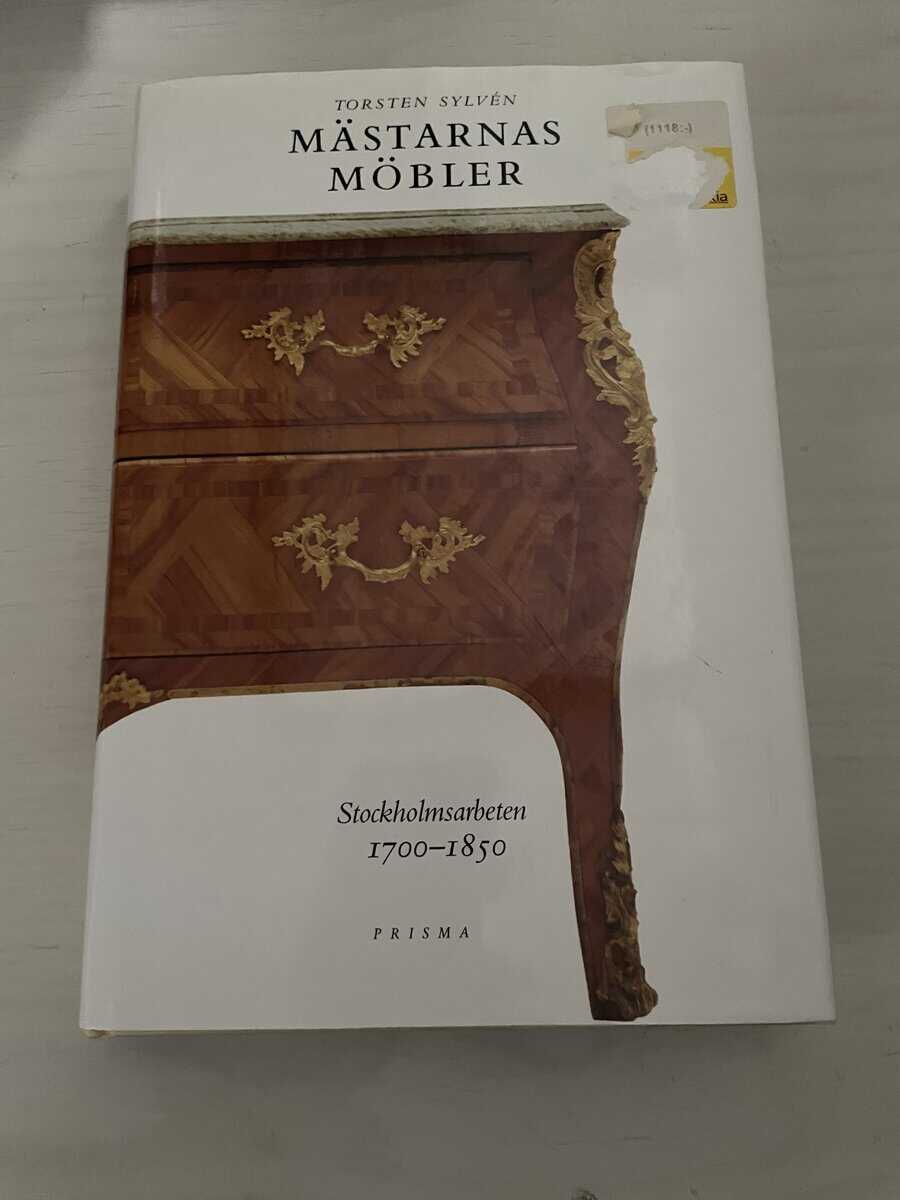 TORSTEN SYLVÉN
MÄSTARNAS
MÖBLER
(1118:-)
Stockholmsarbeten
1700–1850
PRISMA